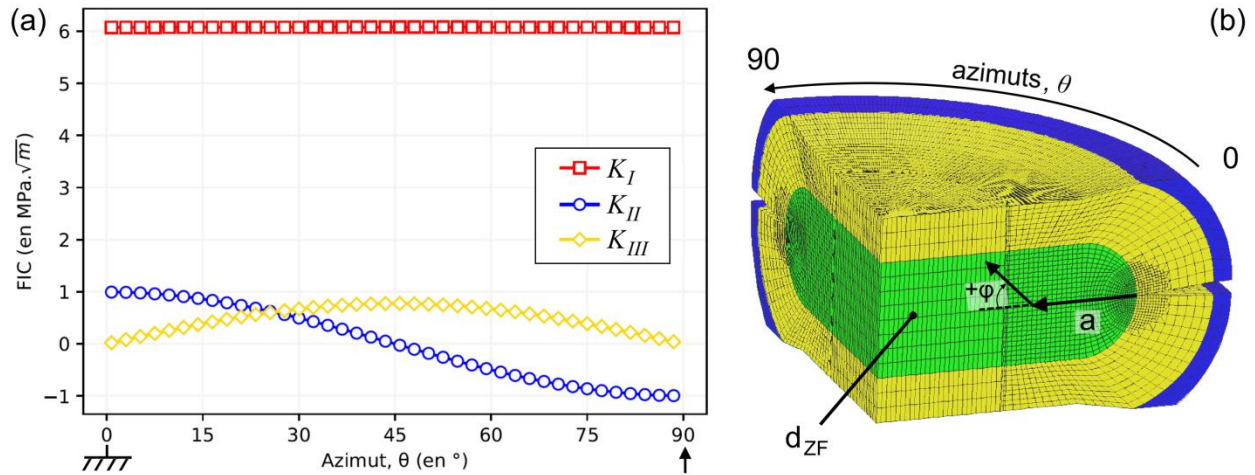 (a)
FIC (en MPa.√m)
6
5
4
3
2
1
0
−1
K_I
K_II
K_III
0 15 30 45 60 75 90
Azimut, θ (en °)
(b)
90
azimuts, θ
0
+φ
a
d_ZF